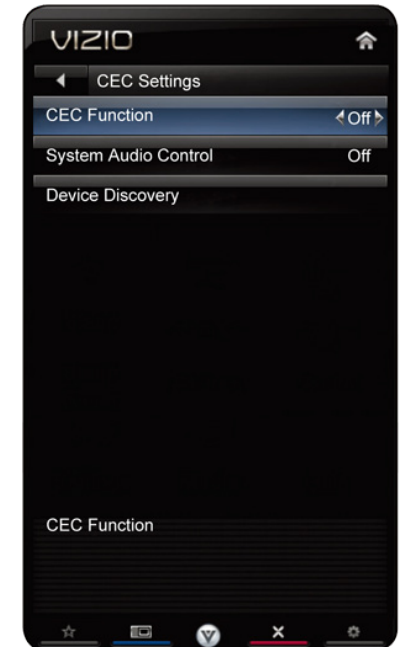 VIZIO
CEC Settings
CEC Function Off
System Audio Control Off
Device Discovery
CEC Function
V